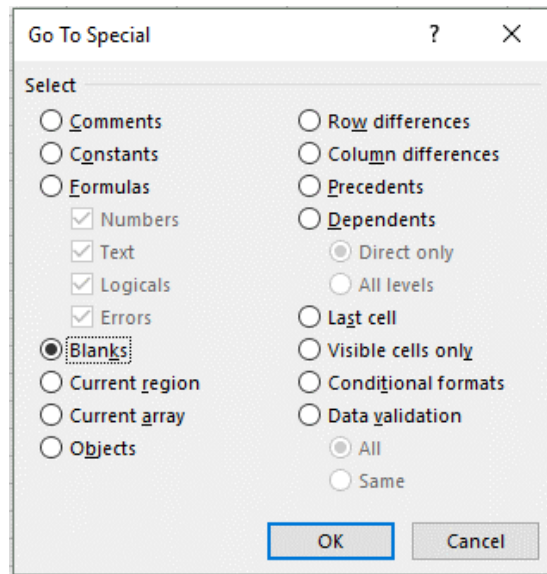 Go To Special ?
Select
Comments
Constants
Formulas
Numbers
Text
Logicals
Errors
Blanks
Current region
Current array
Objects
Row differences
Column differences
Precedents
Dependents
Direct only
All levels
Last cell
Visible cells only
Conditional formats
Data validation
All
Same
OK
Cancel